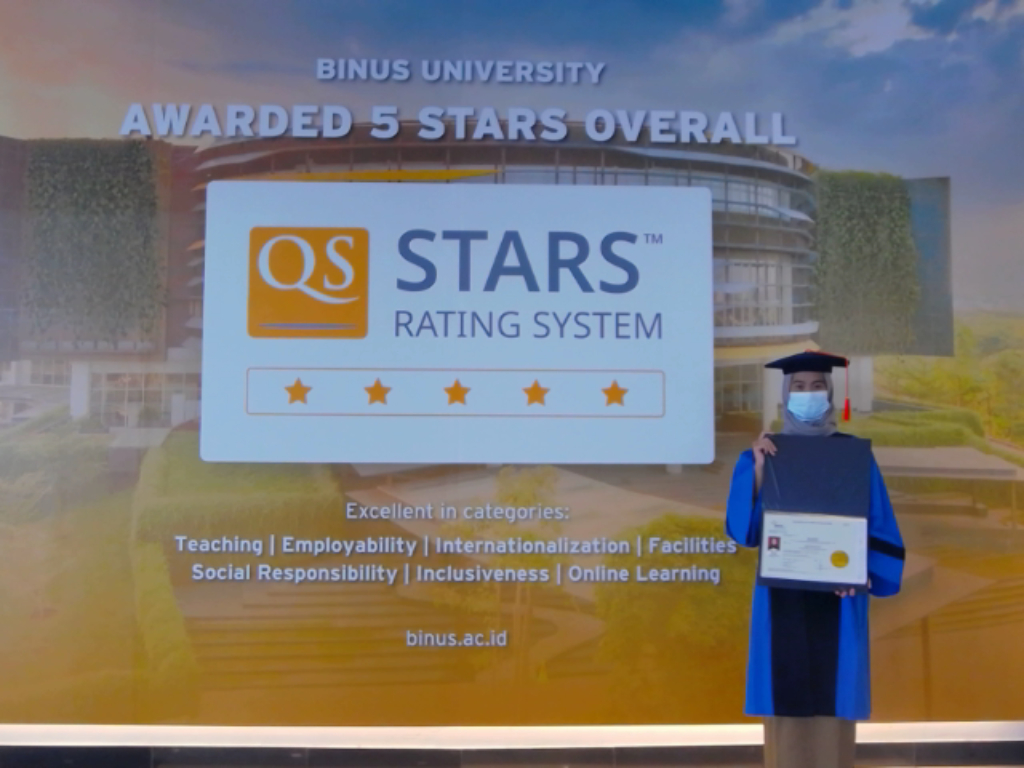 BINUS UNIVERSITY
AWARDED 5 STARS OVERALL
QS
STARS™
RATING SYSTEM
Excellent in categories:
Teaching | Employability | Internationalization | Facilities
Social Responsibility | Inclusiveness | Online Learning
binus.ac.id